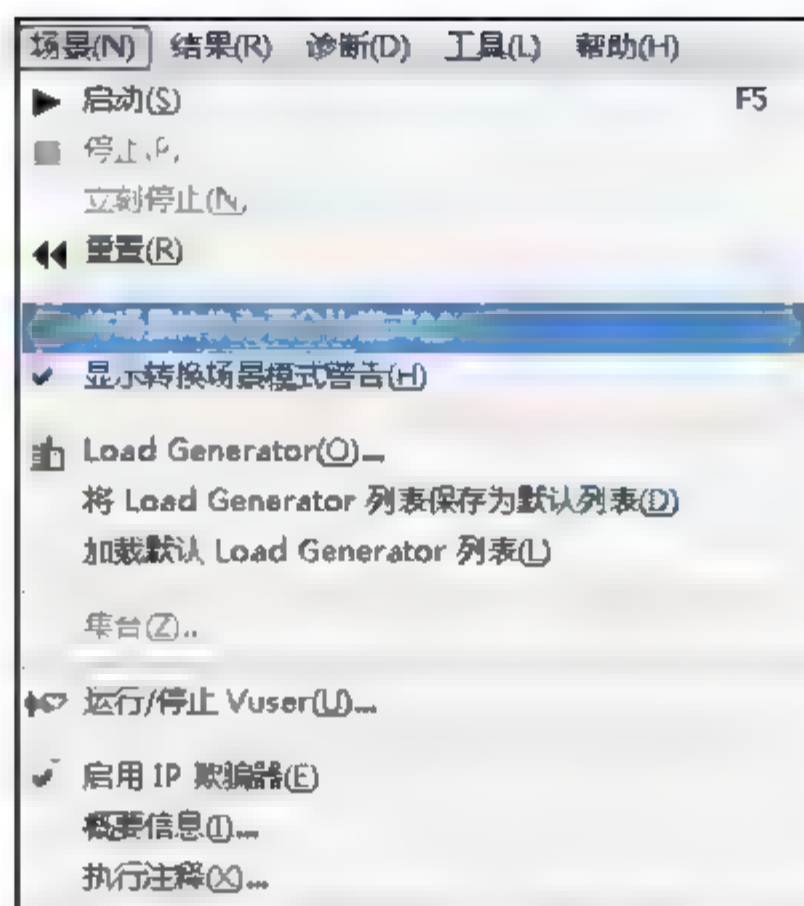 场景(N) 结果(R) 诊断(D) 工具(L) 帮助(H)
启动(S) F5
停止
立刻停止(N)
重置(R)
显示转换场景模式警告(H)
Load Generator(O)...
将 Load Generator 列表保存为默认列表(D)
加载默认 Load Generator 列表(L)
集合(Z)...
运行/停止 Vuser(U)...
启用 IP 欺骗器(E)
概要信息(I)...
执行注释(X)...